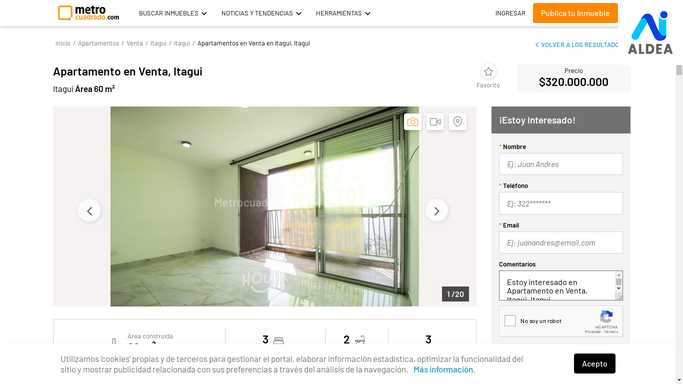 metro
cuadrado.com
BUSCAR INMUEBLES
NOTICIAS Y TENDENCIAS
HERRAMIENTAS
INGRESAR
Publica tu Inmueble
AI
ALDEA
Inicio / Apartamentos / Venta / Itagui / Itagui / Apartamentos en Venta en Itagui, Itagui
< VOLVER A LOS RESULTADO
Apartamento en Venta, Itagui
Itagui Área 60 m²
Favorito
Precio
$320.000.000
Metrocuad
1 / 20
¡Estoy Interesado!
* Nombre
Ej: Juan Andres
* Teléfono
Ej: 322*******
* Email
Ej: juanandres@email.com
Comentarios
Estoy interesado en
Apartamento en Venta,
Itagui, Itagui
No soy un robot
reCAPTCHA
Privacidad - Términos
Área construida
3
2
3
Utilizamos 'cookies' propias y de terceros para gestionar el portal, elaborar información estadística, optimizar la funcionalidad del
sitio y mostrar publicidad relacionada con sus preferencias a través del análisis de la navegación. Más información.
Acepto